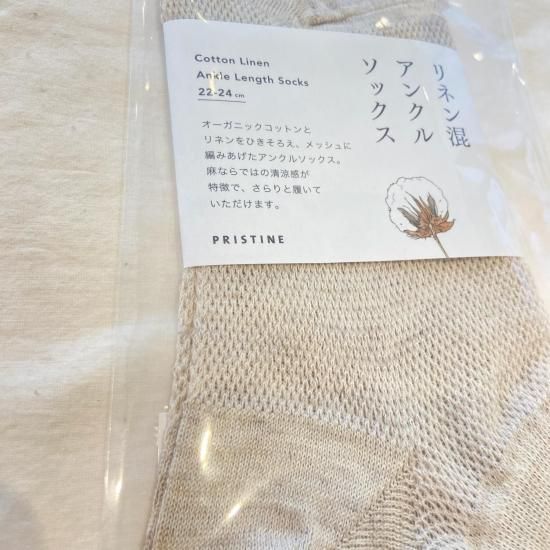 Cotton Linen
Ankle Length Socks
22-24 cm
リネン混
アンクル
ソックス
オーガニックコットンと
リネンをひきそろえ、メッシュに
編みあげたアンクルソックス。
麻ならではの清涼感が
特徴で、さらりと履いて
いただけます。
PRISTINE